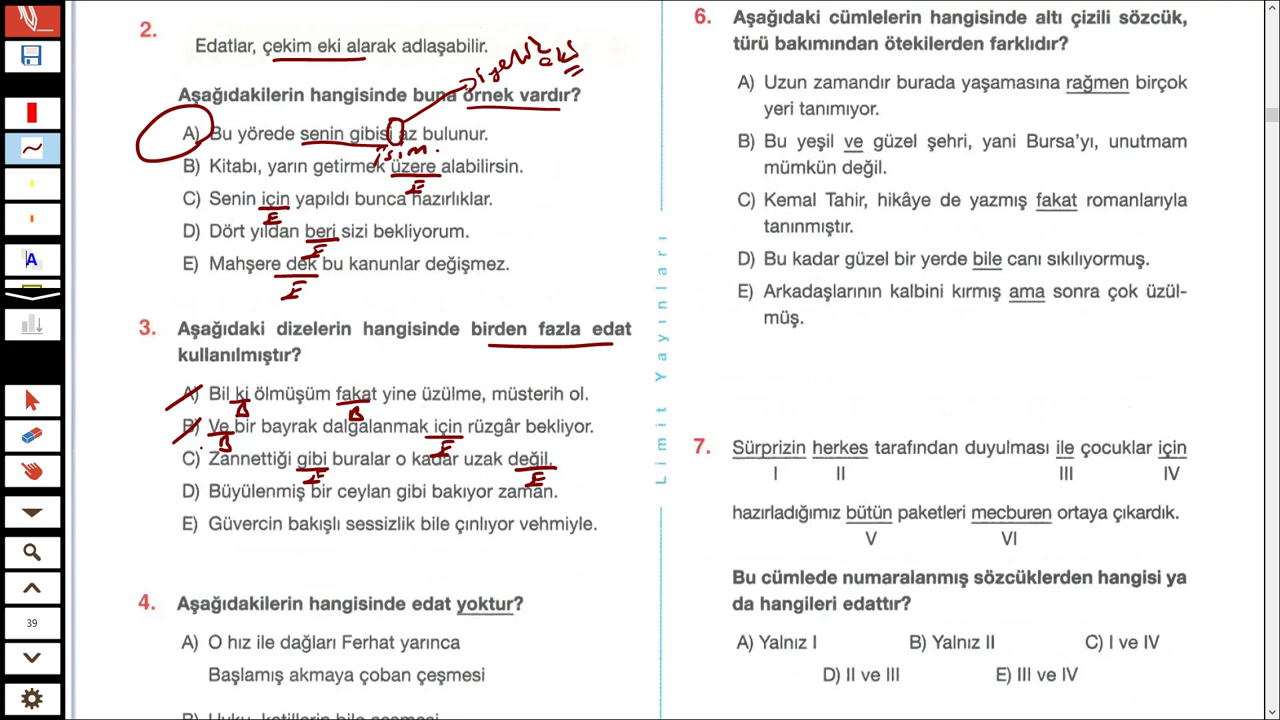 2.
Edatlar, çekim eki alarak adlaşabilir.
iyelik eki
Aşağıdakilerin hangisinde buna örnek vardır?
A) Bu yörede senin gibisi az bulunur.
isim.
B) Kitabı, yarın getirmek üzere alabilirsin.
E
C) Senin için yapıldı bunca hazırlıklar.
E
D) Dört yıldan beri sizi bekliyorum.
E
E) Mahşere dek bu kanunlar değişmez.
E
3. Aşağıdaki dizelerin hangisinde birden fazla edat
kullanılmıştır?
A) Bil ki ölmüşüm fakat yine üzülme, müsterih ol.
B B
B) Ve bir bayrak dalgalanmak için rüzgâr bekliyor.
B E
C) Zannettiği gibi buralar o kadar uzak değil.
E E
D) Büyülenmiş bir ceylan gibi bakıyor zaman.
E) Güvercin bakışlı sessizlik bile çınlıyor vehmiyle.
4. Aşağıdakilerin hangisinde edat yoktur?
A) O hız ile dağları Ferhat yarınca
Başlamış akmaya çoban çeşmesi
B) Uyku, katillerin bile çeşmesi
Limit Yayınları
6. Aşağıdaki cümlelerin hangisinde altı çizili sözcük,
türü bakımından ötekilerden farklıdır?
A) Uzun zamandır burada yaşamasına rağmen birçok
yeri tanımıyor.
B) Bu yeşil ve güzel şehri, yani Bursa'yı, unutmam
mümkün değil.
C) Kemal Tahir, hikâye de yazmış fakat romanlarıyla
tanınmıştır.
D) Bu kadar güzel bir yerde bile canı sıkılıyormuş.
E) Arkadaşlarının kalbini kırmış ama sonra çok üzül-
müş.
7. Sürprizin herkes tarafından duyulması ile çocuklar için
I II III IV
hazırladığımız bütün paketleri mecburen ortaya çıkardık.
V VI
Bu cümlede numaralanmış sözcüklerden hangisi ya
da hangileri edattır?
A) Yalnız I B) Yalnız II C) I ve IV
D) II ve III E) III ve IV
A
39